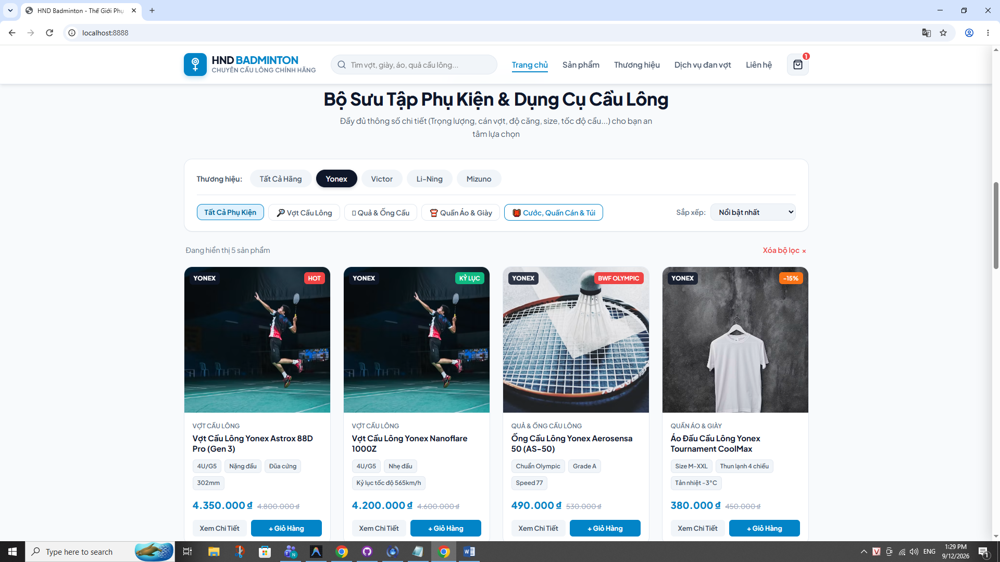 HND Badminton - Thế Giới Phụ
localhost:8888
HND BADMINTON
CHUYÊN CẦU LÔNG CHÍNH HÃNG
Tìm vợt, giày, áo, quả cầu lông...
Trang chủ
Sản phẩm
Thương hiệu
Dịch vụ đan vợt
Liên hệ
1
Bộ Sưu Tập Phụ Kiện & Dụng Cụ Cầu Lông
Đầy đủ thông số chi tiết (Trọng lượng, cán vợt, độ căng, size, tốc độ cầu...) cho bạn an
tâm lựa chọn
Thương hiệu: Tất Cả Hãng Yonex Victor Li-Ning Mizuno
Tất Cả Phụ Kiện Vợt Cầu Lông Quả & Ống Cầu Quần Áo & Giày Cước, Quấn Cán & Túi Sắp xếp: Nổi bật nhất
Đang hiển thị 5 sản phẩm
Xóa bộ lọc ×
YONEX HOT
VỢT CẦU LÔNG
Vợt Cầu Lông Yonex Astrox 88D
Pro (Gen 3)
4U/G5 Nặng đầu Đũa cứng
302mm
4.350.000 đ 4.800.000 đ
Xem Chi Tiết + Giỏ Hàng
YONEX KỶ LỤC
VỢT CẦU LÔNG
Vợt Cầu Lông Yonex Nanoflare
1000Z
4U/G5 Nhẹ đầu
Kỷ lục tốc độ 565km/h
4.200.000 đ 4.600.000 đ
Xem Chi Tiết + Giỏ Hàng
YONEX BWF OLYMPIC
QUẢ & ỐNG CẦU LÔNG
Ống Cầu Lông Yonex Aerosensa
50 (AS-50)
Chuẩn Olympic Grade A
Speed 77
490.000 đ 530.000 đ
Xem Chi Tiết + Giỏ Hàng
YONEX -15%
QUẦN ÁO & GIÀY
Áo Đấu Cầu Lông Yonex
Tournament CoolMax
Size M-XXL Thun lạnh 4 chiều
Tản nhiệt -3°C
380.000 đ 450.000 đ
Xem Chi Tiết + Giỏ Hàng
Type here to search
ENG
1:29 PM
9/12/2026
1